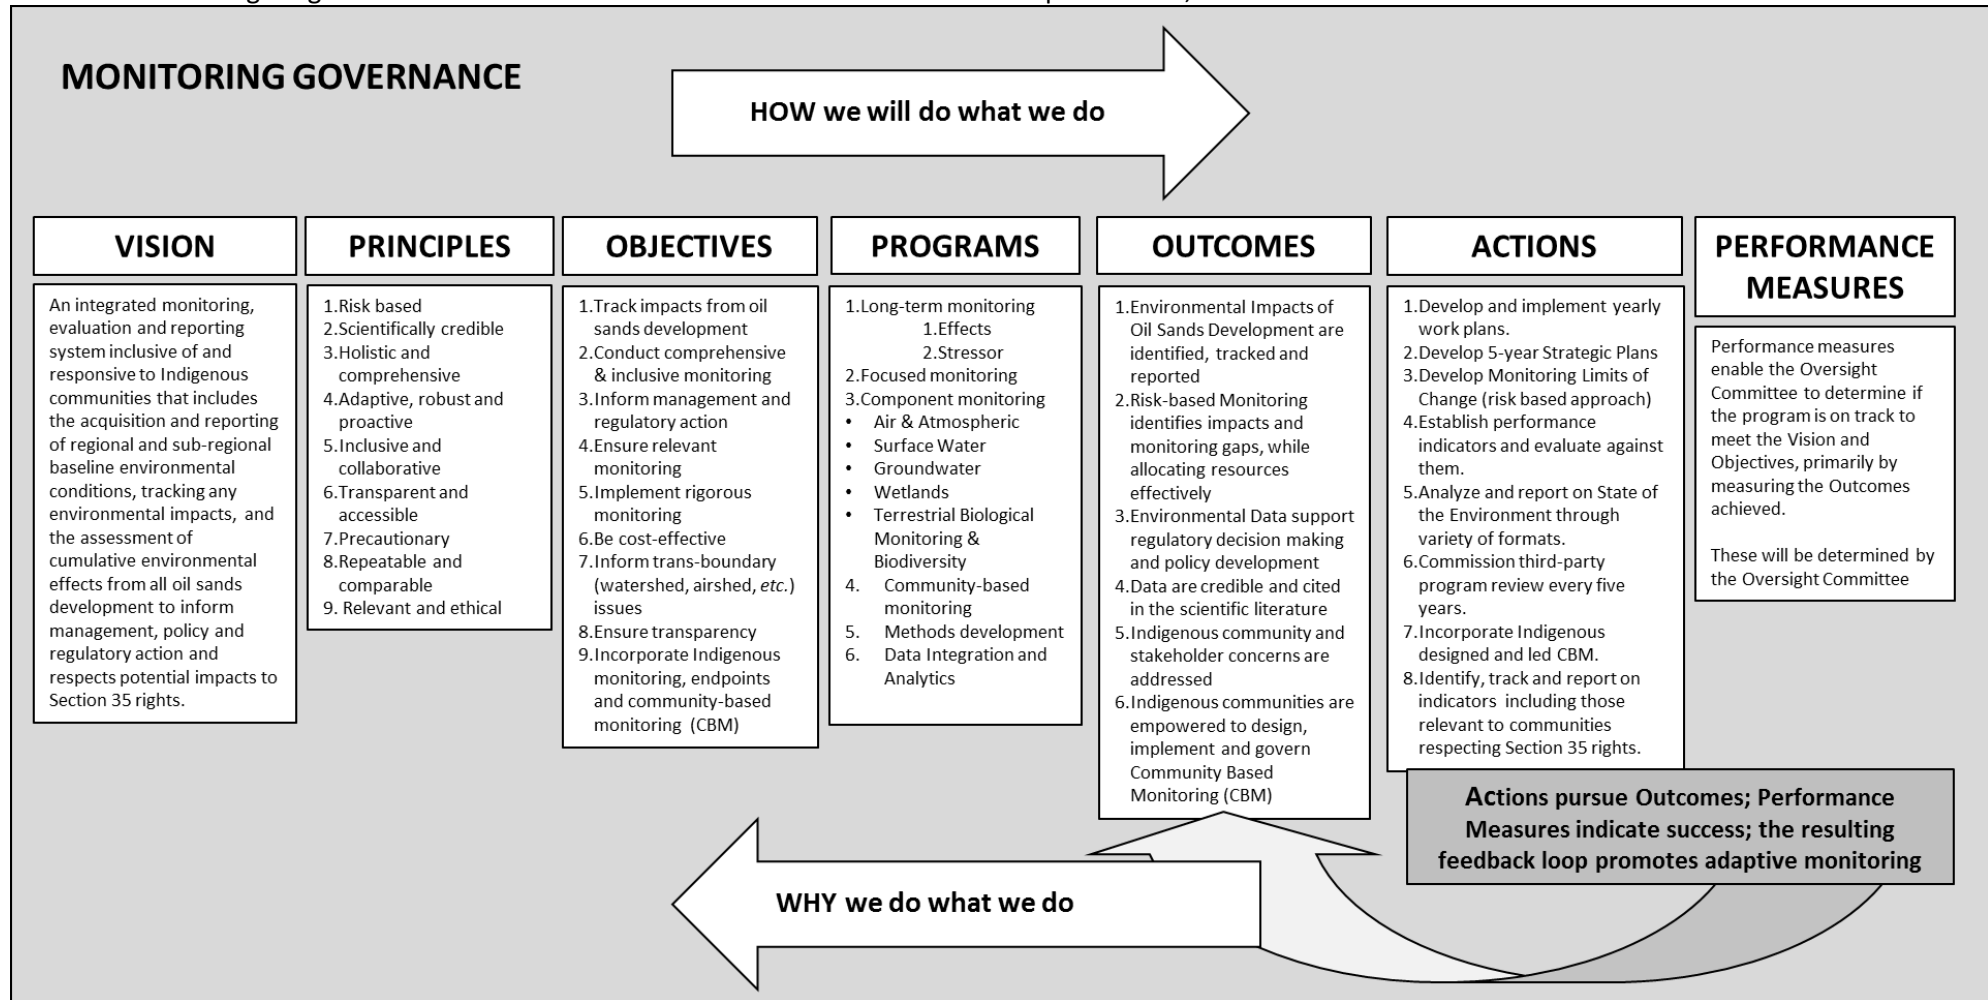 MONITORING GOVERNANCE
HOW we will do what we do
VISION
An integrated monitoring,
evaluation and reporting
system inclusive of and
responsive to Indigenous
communities that includes
the acquisition and reporting
of regional and sub-regional
baseline environmental
conditions, tracking any
environmental impacts, and
the assessment of
cumulative environmental
effects from all oil sands
development to inform
management, policy and
regulatory action and
respects potential impacts to
Section 35 rights.
PRINCIPLES
1.Risk based
2.Scientifically credible
3.Holistic and
comprehensive
4.Adaptive, robust and
proactive
5.Inclusive and
collaborative
6.Transparent and
accessible
7.Precautionary
8.Repeatable and
comparable
9. Relevant and ethical
OBJECTIVES
1.Track impacts from oil
sands development
2.Conduct comprehensive
& inclusive monitoring
3.Inform management and
regulatory action
4.Ensure relevant
monitoring
5.Implement rigorous
monitoring
6.Be cost-effective
7.Inform trans-boundary
(watershed, airshed, etc.)
issues
8.Ensure transparency
9.Incorporate Indigenous
monitoring, endpoints
and community-based
monitoring (CBM)
PROGRAMS
1.Long-term monitoring
1.Effects
2.Stressor
2.Focused monitoring
3.Component monitoring
• Air & Atmospheric
• Surface Water
• Groundwater
• Wetlands
• Terrestrial Biological
Monitoring &
Biodiversity
4. Community-based
monitoring
5. Methods development
6. Data Integration and
Analytics
OUTCOMES
1.Environmental Impacts of
Oil Sands Development are
identified, tracked and
reported
2.Risk-based Monitoring
identifies impacts and
monitoring gaps, while
allocating resources
effectively
3.Environmental Data support
regulatory decision making
and policy development
4.Data are credible and cited
in the scientific literature
5.Indigenous community and
stakeholder concerns are
addressed
6.Indigenous communities are
empowered to design,
implement and govern
Community Based
Monitoring (CBM)
ACTIONS
1.Develop and implement yearly
work plans.
2.Develop 5-year Strategic Plans
3.Develop Monitoring Limits of
Change (risk based approach)
4.Establish performance
indicators and evaluate against
them.
5.Analyze and report on State of
the Environment through
variety of formats.
6.Commission third-party
program review every five
years.
7.Incorporate Indigenous
designed and led CBM.
8.Identify, track and report on
indicators including those
relevant to communities
respecting Section 35 rights.
PERFORMANCE
MEASURES
Performance measures
enable the Oversight
Committee to determine if
the program is on track to
meet the Vision and
Objectives, primarily by
measuring the Outcomes
achieved.
These will be determined by
the Oversight Committee
Actions pursue Outcomes; Performance
Measures indicate success; the resulting
feedback loop promotes adaptive monitoring
WHY we do what we do